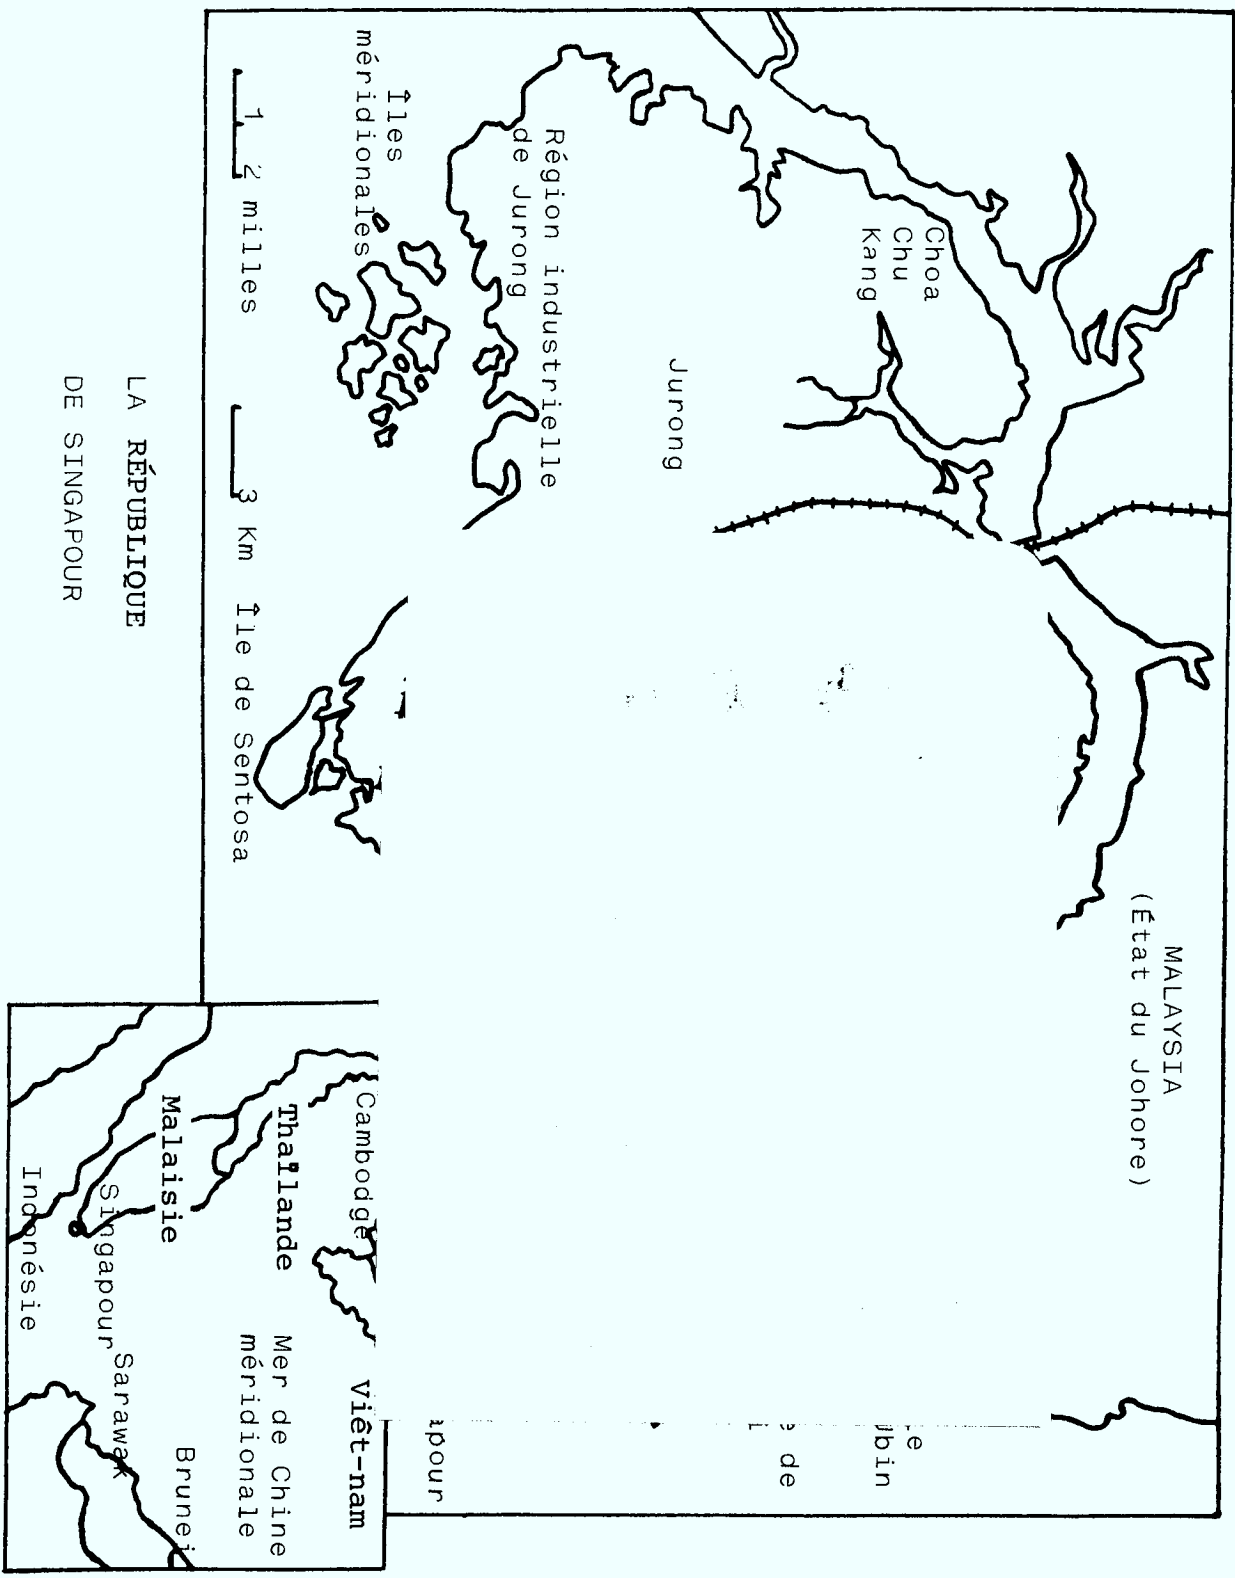 MALAYSIA
(État du Johore)
Choa
Chu
Kang
Jurong
Région industrielle
de Jurong
Îles
méridionales
1 2 milles
3 Km
Île de Sentosa
de
Cambodge
Viêt-nam
Thaïlande
Mer de Chine
méridionale
Malaisie
Brunei
Singapour
Sarawak
Indonésie
LA RÉPUBLIQUE
DE SINGAPOUR